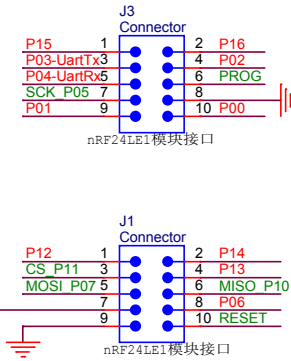 J3
Connector
P15 1 2 P16
P03-UartTx 3 4 P02
P04-UartRx 5 6 PROG
SCK_P05 7 8
P01 9 10 P00
nRF24LE1模块接口
J1
Connector
P12 1 2 P14
CS_P11 3 4 P13
MOSI_P07 5 6 MISO_P10
7 8 P06
9 10 RESET
nRF24LE1模块接口